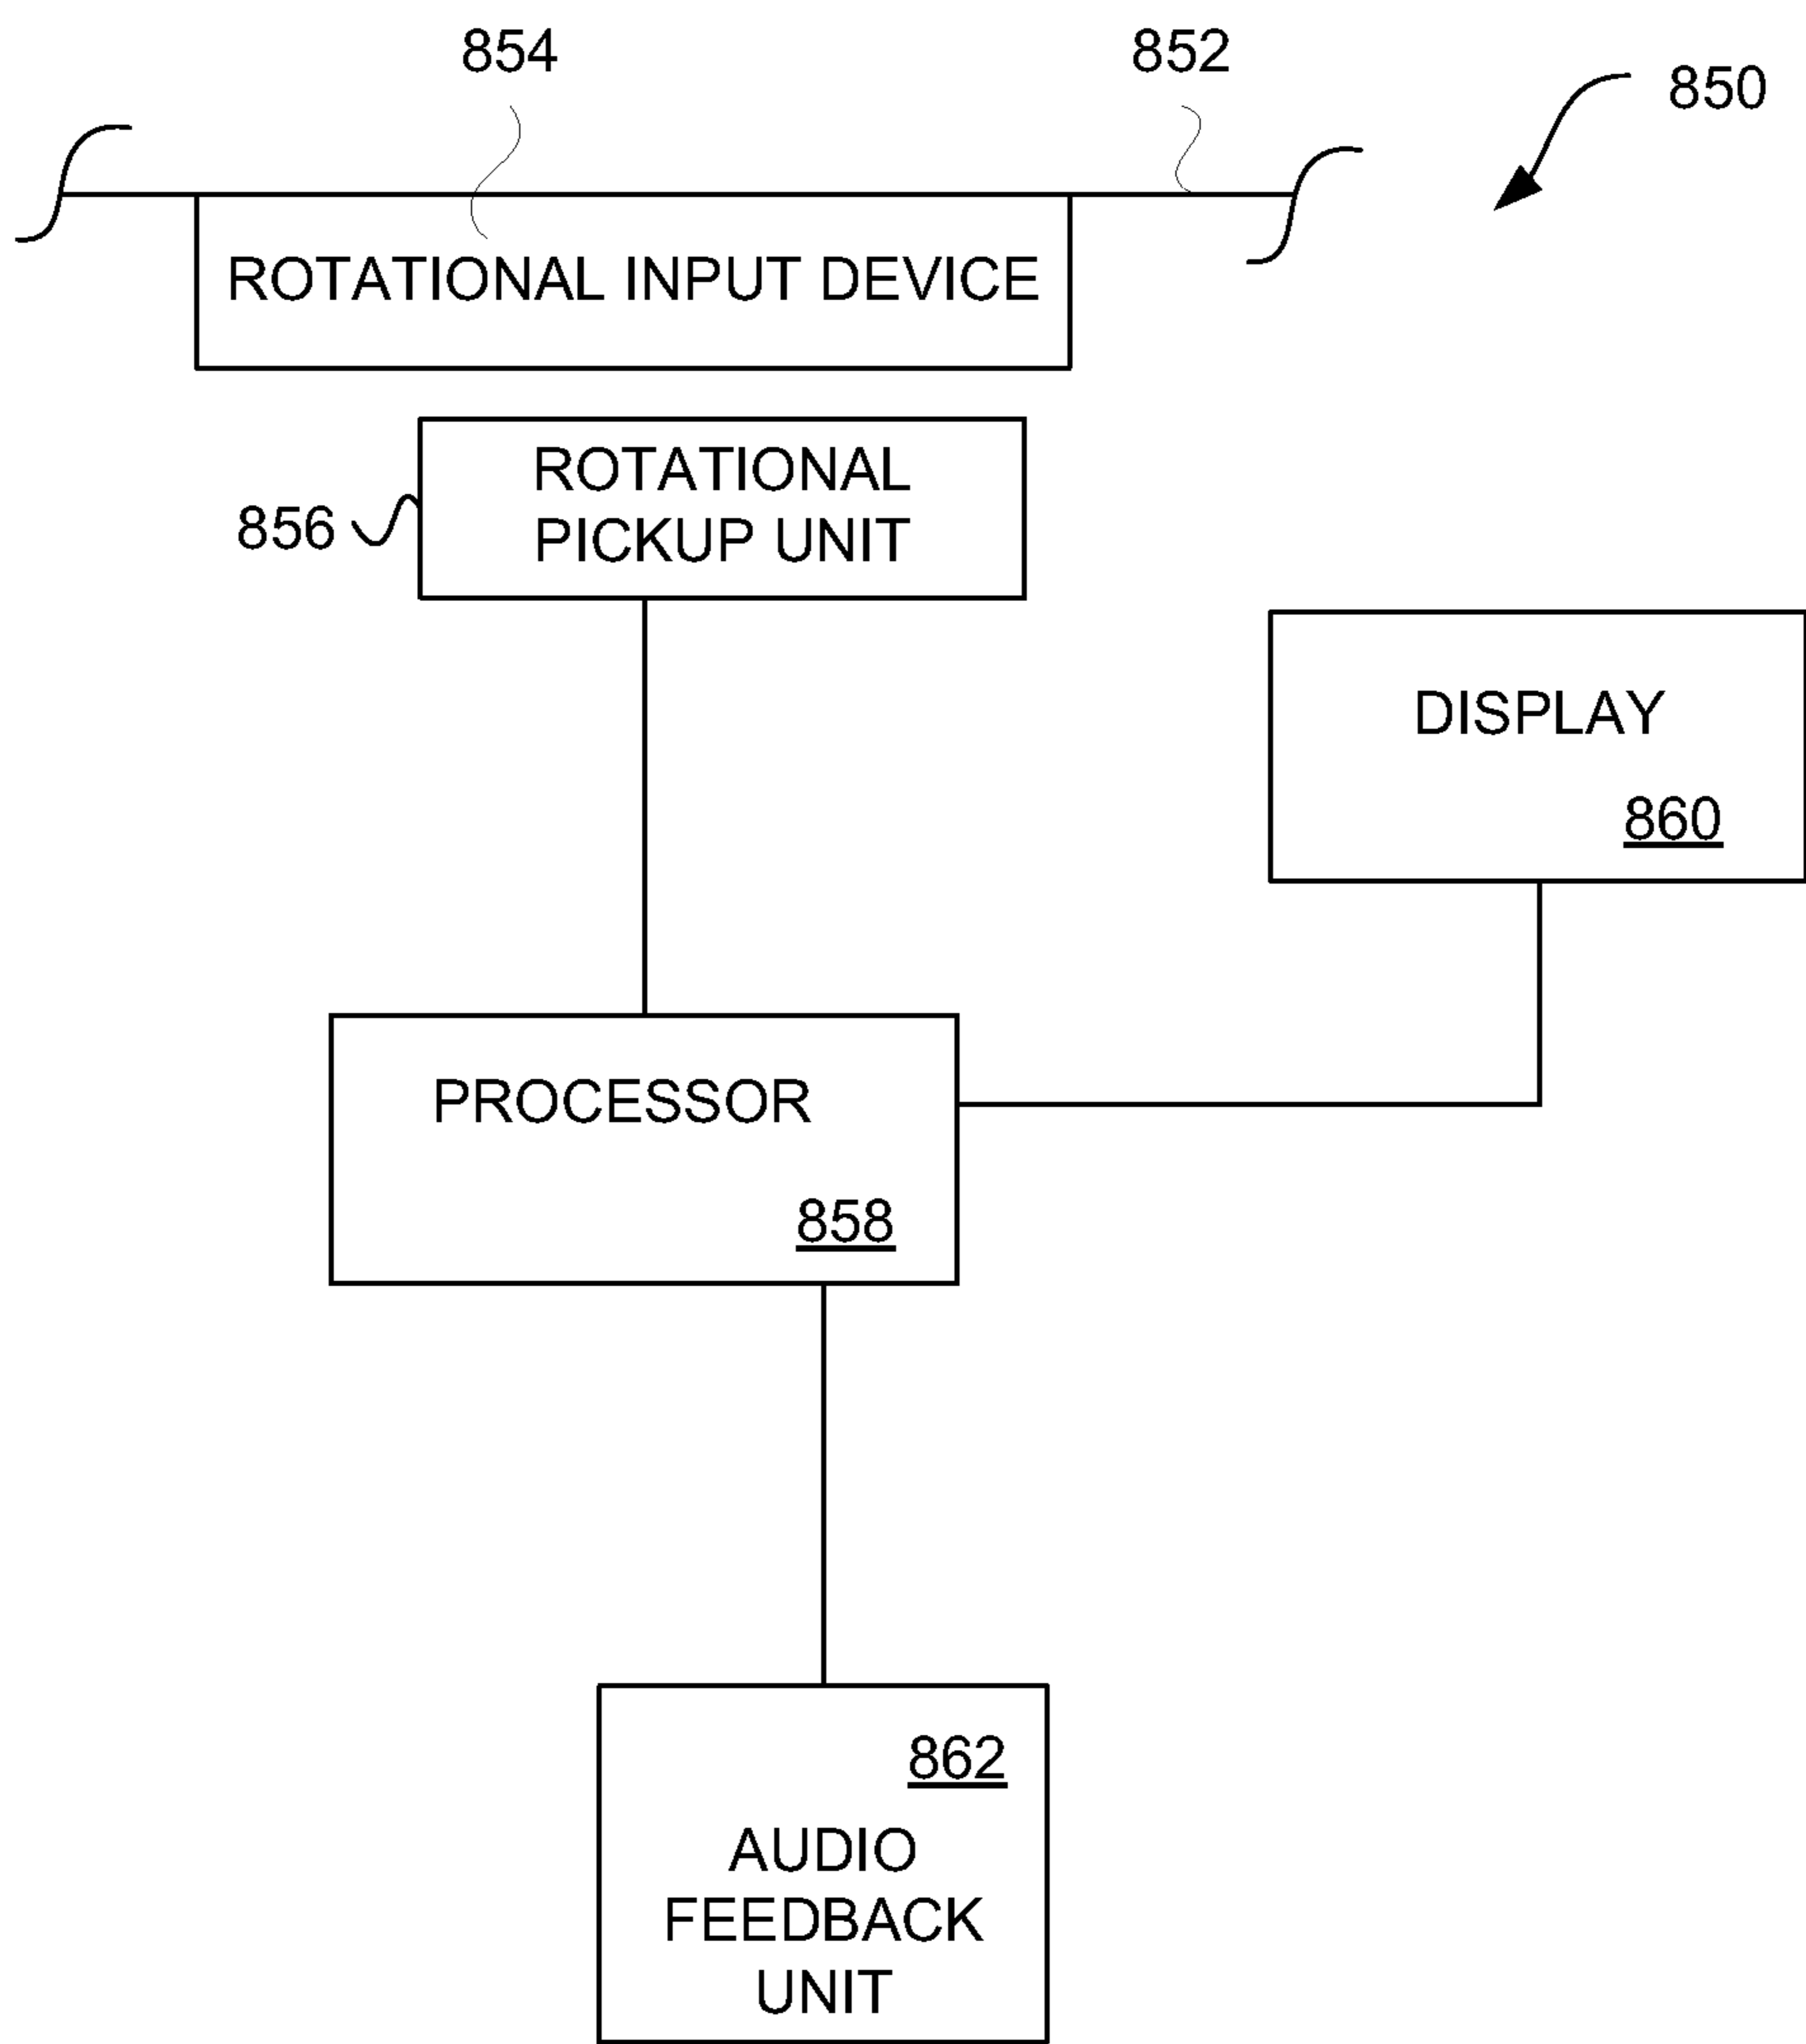 854
852
850
ROTATIONAL INPUT DEVICE
ROTATIONAL
PICKUP UNIT
856
DISPLAY
860
PROCESSOR
858
862
AUDIO
FEEDBACK
UNIT